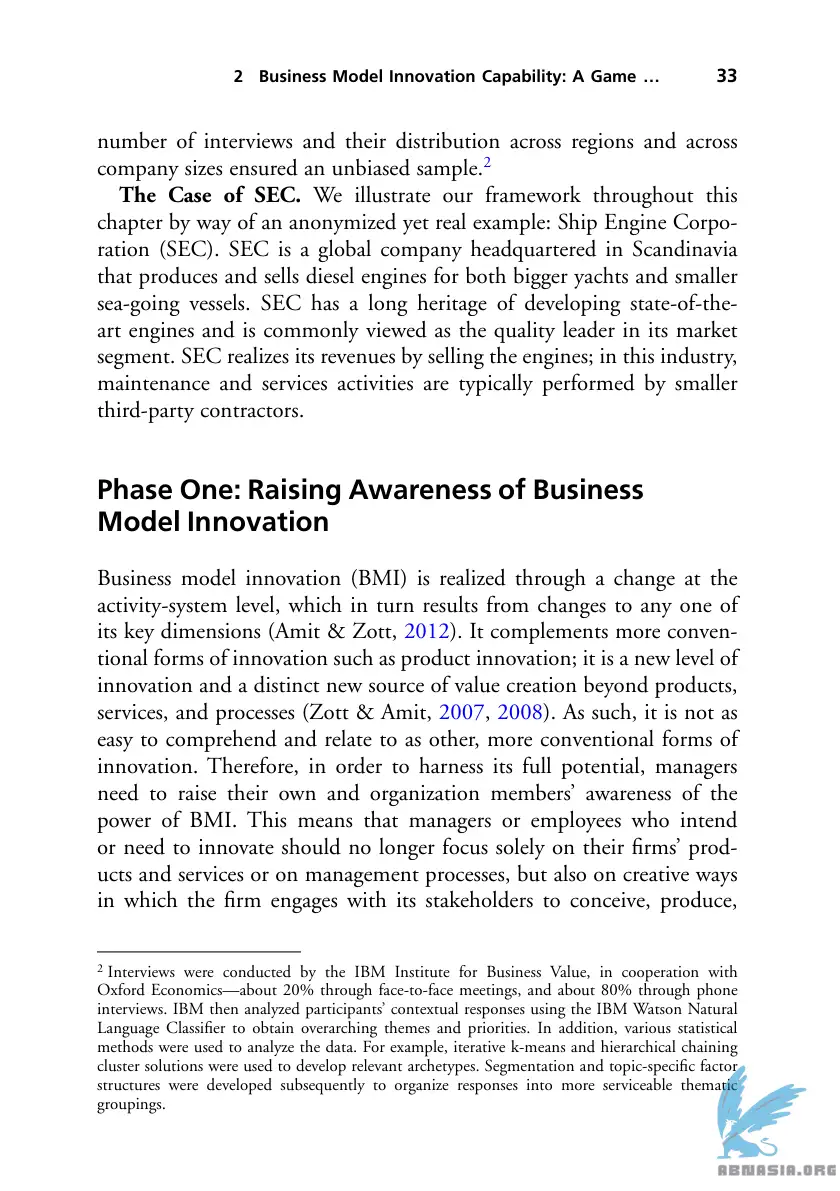 2 Business Model Innovation Capability: A Game … 33
number of interviews and their distribution across regions and across
company sizes ensured an unbiased sample.2
The Case of SEC. We illustrate our framework throughout this
chapter by way of an anonymized yet real example: Ship Engine Corpo-
ration (SEC). SEC is a global company headquartered in Scandinavia
that produces and sells diesel engines for both bigger yachts and smaller
sea-going vessels. SEC has a long heritage of developing state-of-the-
art engines and is commonly viewed as the quality leader in its market
segment. SEC realizes its revenues by selling the engines; in this industry,
maintenance and services activities are typically performed by smaller
third-party contractors.
Phase One: Raising Awareness of Business
Model Innovation
Business model innovation (BMI) is realized through a change at the
activity-system level, which in turn results from changes to any one of
its key dimensions (Amit & Zott, 2012). It complements more conven-
tional forms of innovation such as product innovation; it is a new level of
innovation and a distinct new source of value creation beyond products,
services, and processes (Zott & Amit, 2007, 2008). As such, it is not as
easy to comprehend and relate to as other, more conventional forms of
innovation. Therefore, in order to harness its full potential, managers
need to raise their own and organization members’ awareness of the
power of BMI. This means that managers or employees who intend
or need to innovate should no longer focus solely on their firms’ prod-
ucts and services or on management processes, but also on creative ways
in which the firm engages with its stakeholders to conceive, produce,
2 Interviews were conducted by the IBM Institute for Business Value, in cooperation with
Oxford Economics—about 20% through face-to-face meetings, and about 80% through phone
interviews. IBM then analyzed participants’ contextual responses using the IBM Watson Natural
Language Classifier to obtain overarching themes and priorities. In addition, various statistical
methods were used to analyze the data. For example, iterative k-means and hierarchical chaining
cluster solutions were used to develop relevant archetypes. Segmentation and topic-specific factor
structures were developed subsequently to organize responses into more serviceable thematic
groupings.
ABNASIA.ORG